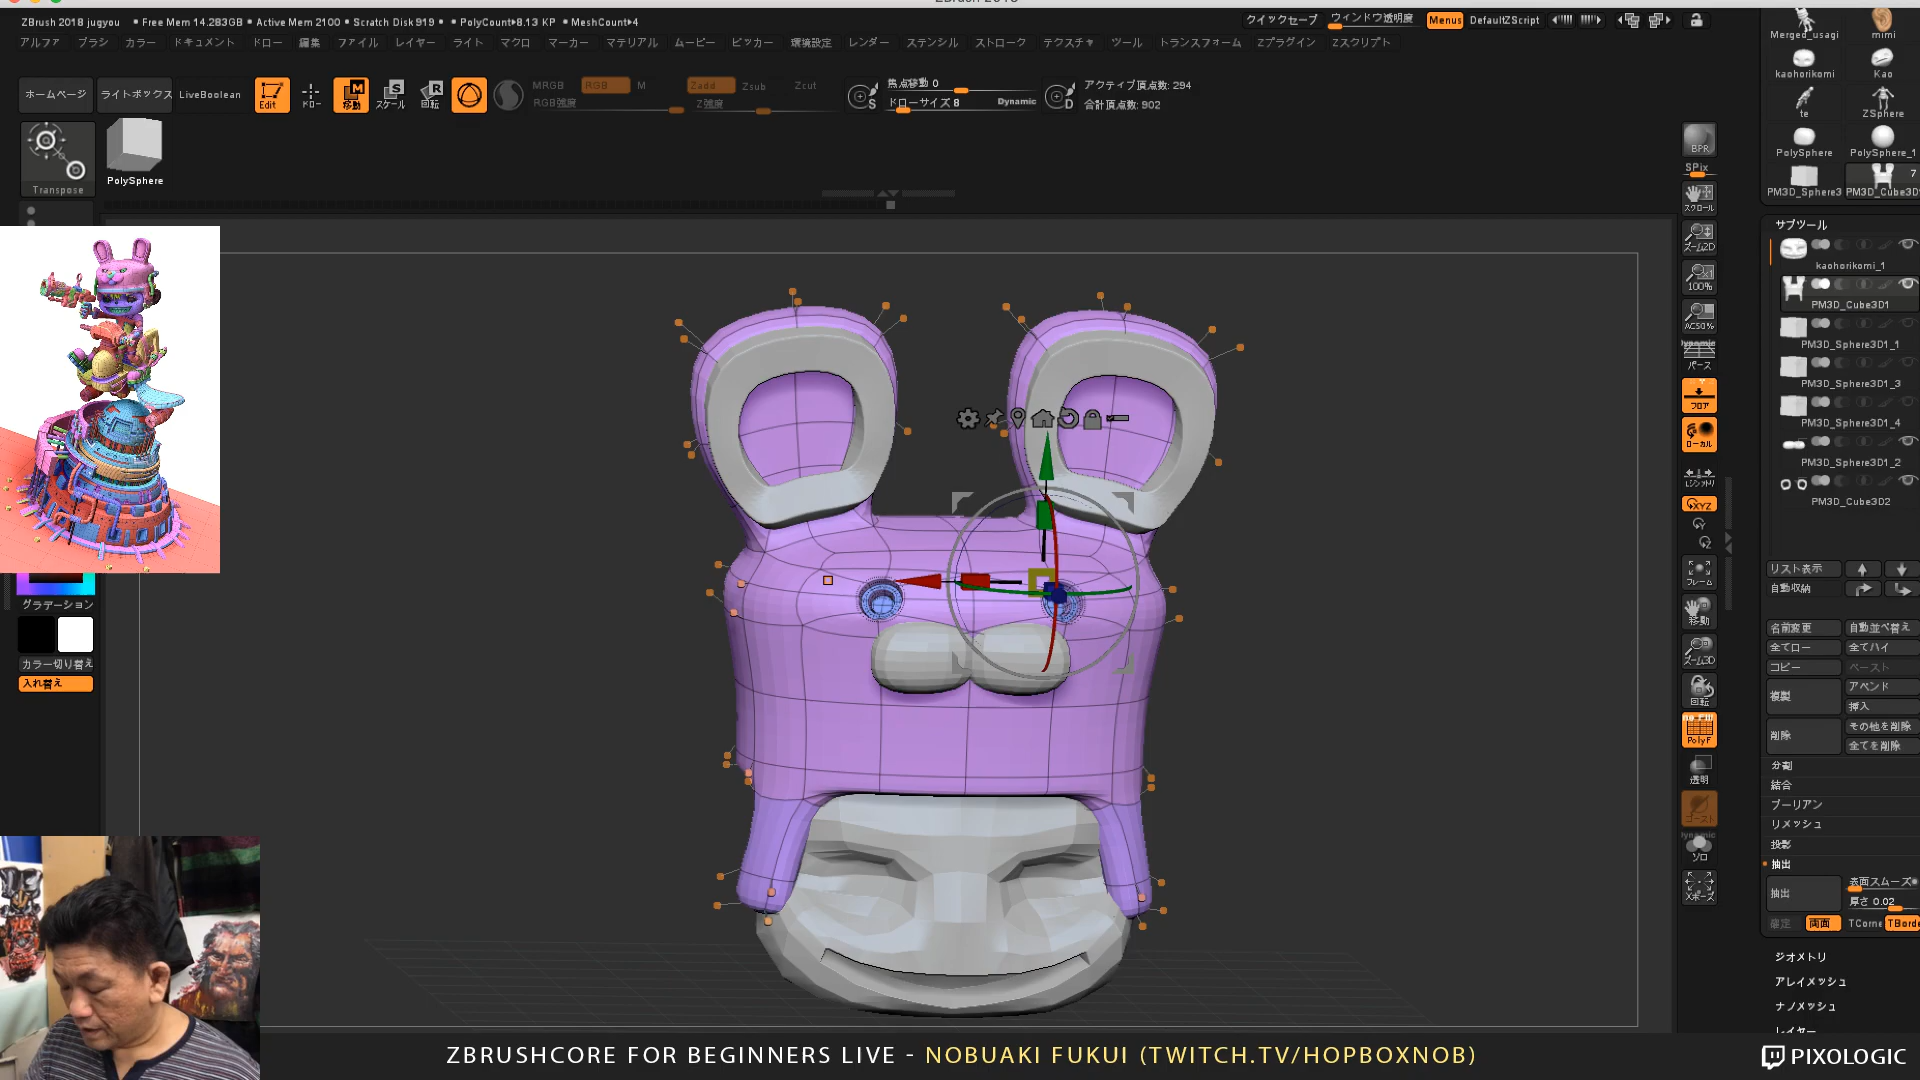 ZBrush 2018 jugyou • Free Mem 14.283GB • Active Mem 2100 • Scratch Disk 919 • • PolyCount▸8.13 KP • MeshCount▸4
クイックセーブ ウィンドウ透明度 Menus DefaultZScript
アルファ ブラシ カラー ドキュメント ドロー 編集 ファイル レイヤー ライト マクロ マーカー マテリアル ムービー ピッカー 環境設定 レンダー ステンシル ストローク テクスチャ ツール トランスフォーム Zプラグイン Zスクリプト
ホームページ ライトボックス LiveBoolean Edit ドロー 移動 スケール 回転
MRGB RGB M Zadd Zsub Zcut
RGB強度 Z強度
焦点移動 0
ドローサイズ 8 Dynamic
アクティブ頂点数: 294
合計頂点数: 902
Transpose
PolySphere
グラデーション
カラー切り替え
入れ替え
BPR
SPix
スクロール
ズーム2D
100%
AC50%
Dynamic
パース
フロア
ローカル
XYZ
フレーム
移動
ズーム3D
回転
PolyF
透明
ゴースト
Dynamic
ソロ
Xポーズ
Merged_usagi mimi
kaohorikomi Kao
te ZSphere
PolySphere PolySphere_1
7
PM3D_Sphere3 PM3D_Cube3D1
サブツール
kaohorikomi_1
PM3D_Cube3D1
PM3D_Sphere3D1_1
PM3D_Sphere3D1_3
PM3D_Sphere3D1_4
PM3D_Sphere3D1_2
PM3D_Cube3D2
リスト表示
自動収納
名前変更 自動並べ替え
全てロー 全てハイ
コピー ペースト
複製 アペンド
挿入
削除 その他を削除
全てを削除
分割
結合
ブーリアン
リメッシュ
投影
抽出
抽出 表面スムーズ
厚さ 0.02
確定 両面 TCorne TBorde
ジオメトリ
アレイメッシュ
ナノメッシュ
レイヤー
ZBRUSHCORE FOR BEGINNERS LIVE - NOBUAKI FUKUI (TWITCH.TV/HOPBOXNOB)
PIXOLOGIC